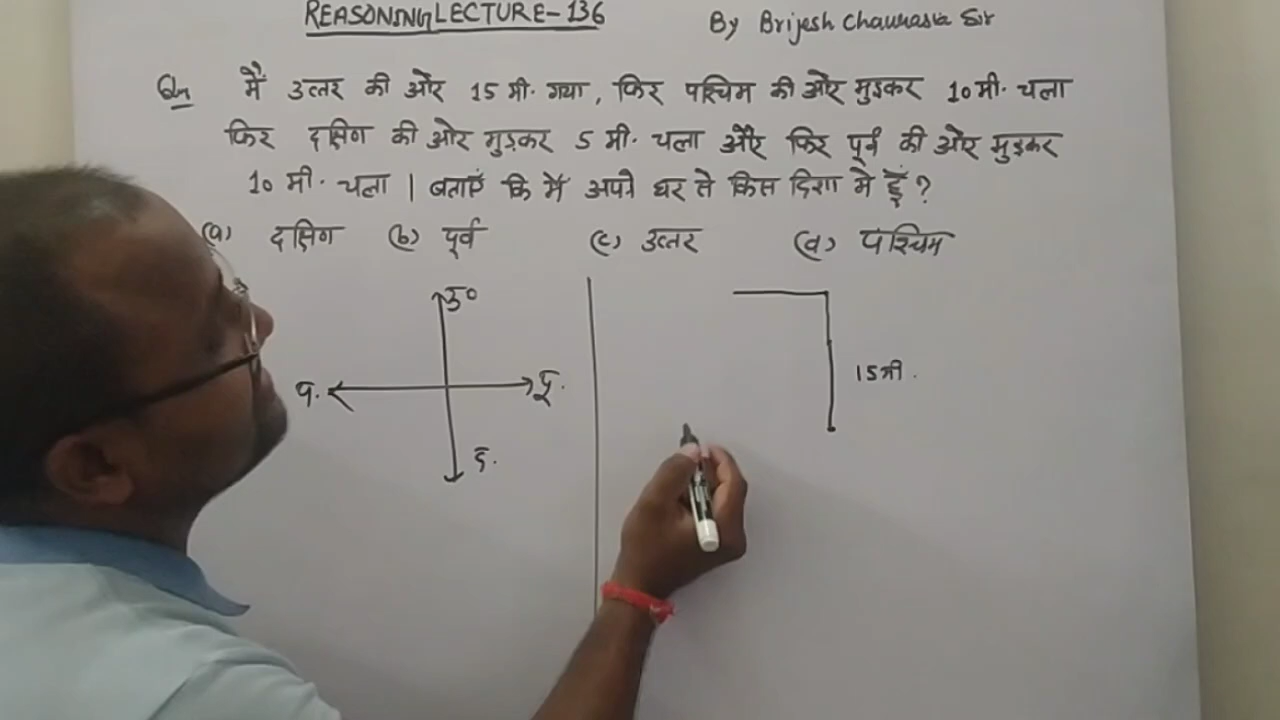 REASONING LECTURE-136
By Brijesh Chaurasia Sir
Qn मैं उत्तर की ओर 15 मी. गया, फिर पश्चिम की ओर मुड़कर 10 मी. चला
फिर दक्षिण की ओर मुड़कर 5 मी. चला और फिर पूर्व की ओर मुड़कर
10 मी. चला । बताएं कि मैं अपने घर से किस दिशा में हूँ ?
(a) दक्षिण (b) पूर्व (c) उत्तर (d) पश्चिम
उ०
प. पू.
द.
15 मी.